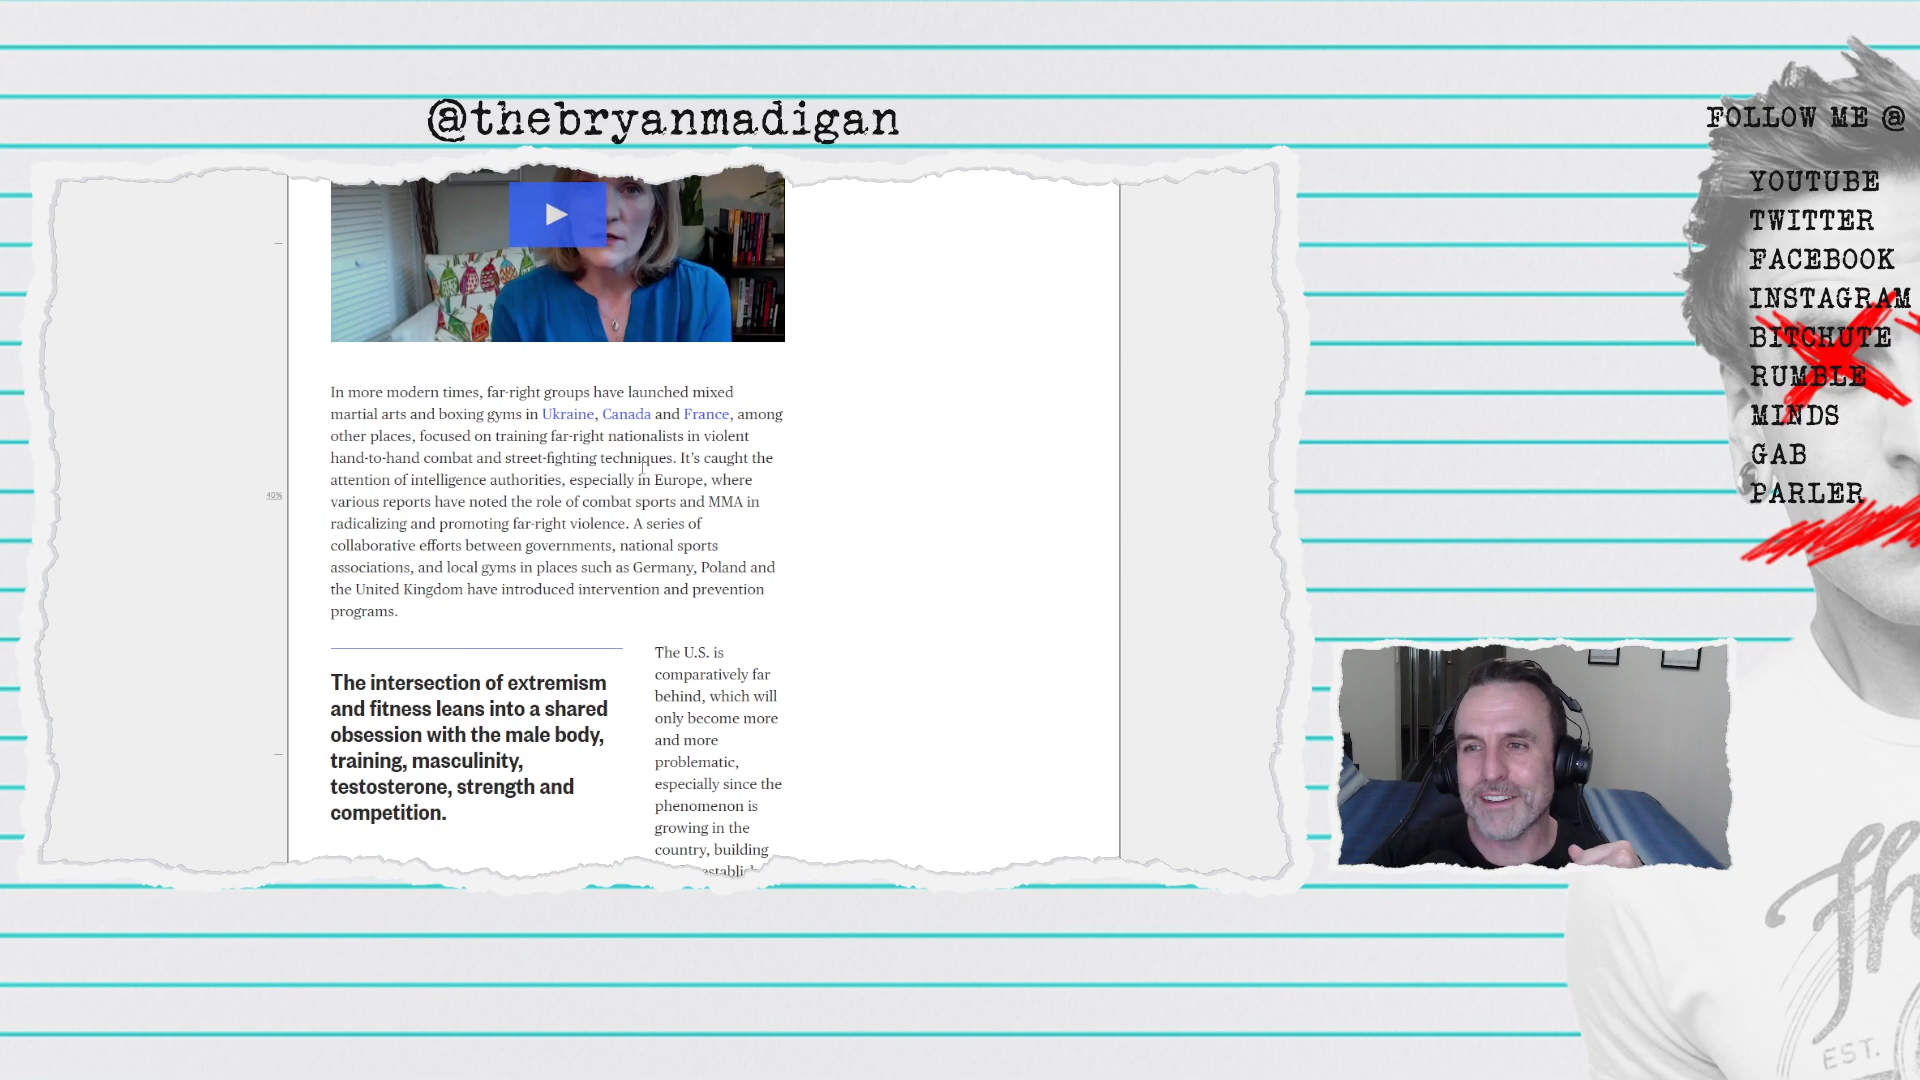 @thebryanmadigan
FOLLOW ME @
YOUTUBE
TWITTER
FACEBOOK
INSTAGRAM
BITCHUTE
RUMBLE
MINDS
GAB
PARLER
In more modern times, far-right groups have launched mixed
martial arts and boxing gyms in Ukraine, Canada and France, among
other places, focused on training far-right nationalists in violent
hand-to-hand combat and street-fighting techniques. It’s caught the
attention of intelligence authorities, especially in Europe, where
various reports have noted the role of combat sports and MMA in
radicalizing and promoting far-right violence. A series of
collaborative efforts between governments, national sports
associations, and local gyms in places such as Germany, Poland and
the United Kingdom have introduced intervention and prevention
programs.
40%
The intersection of extremism
and fitness leans into a shared
obsession with the male body,
training, masculinity,
testosterone, strength and
competition.
The U.S. is
comparatively far
behind, which will
only become more
and more
problematic,
especially since the
phenomenon is
growing in the
country, building
EST.